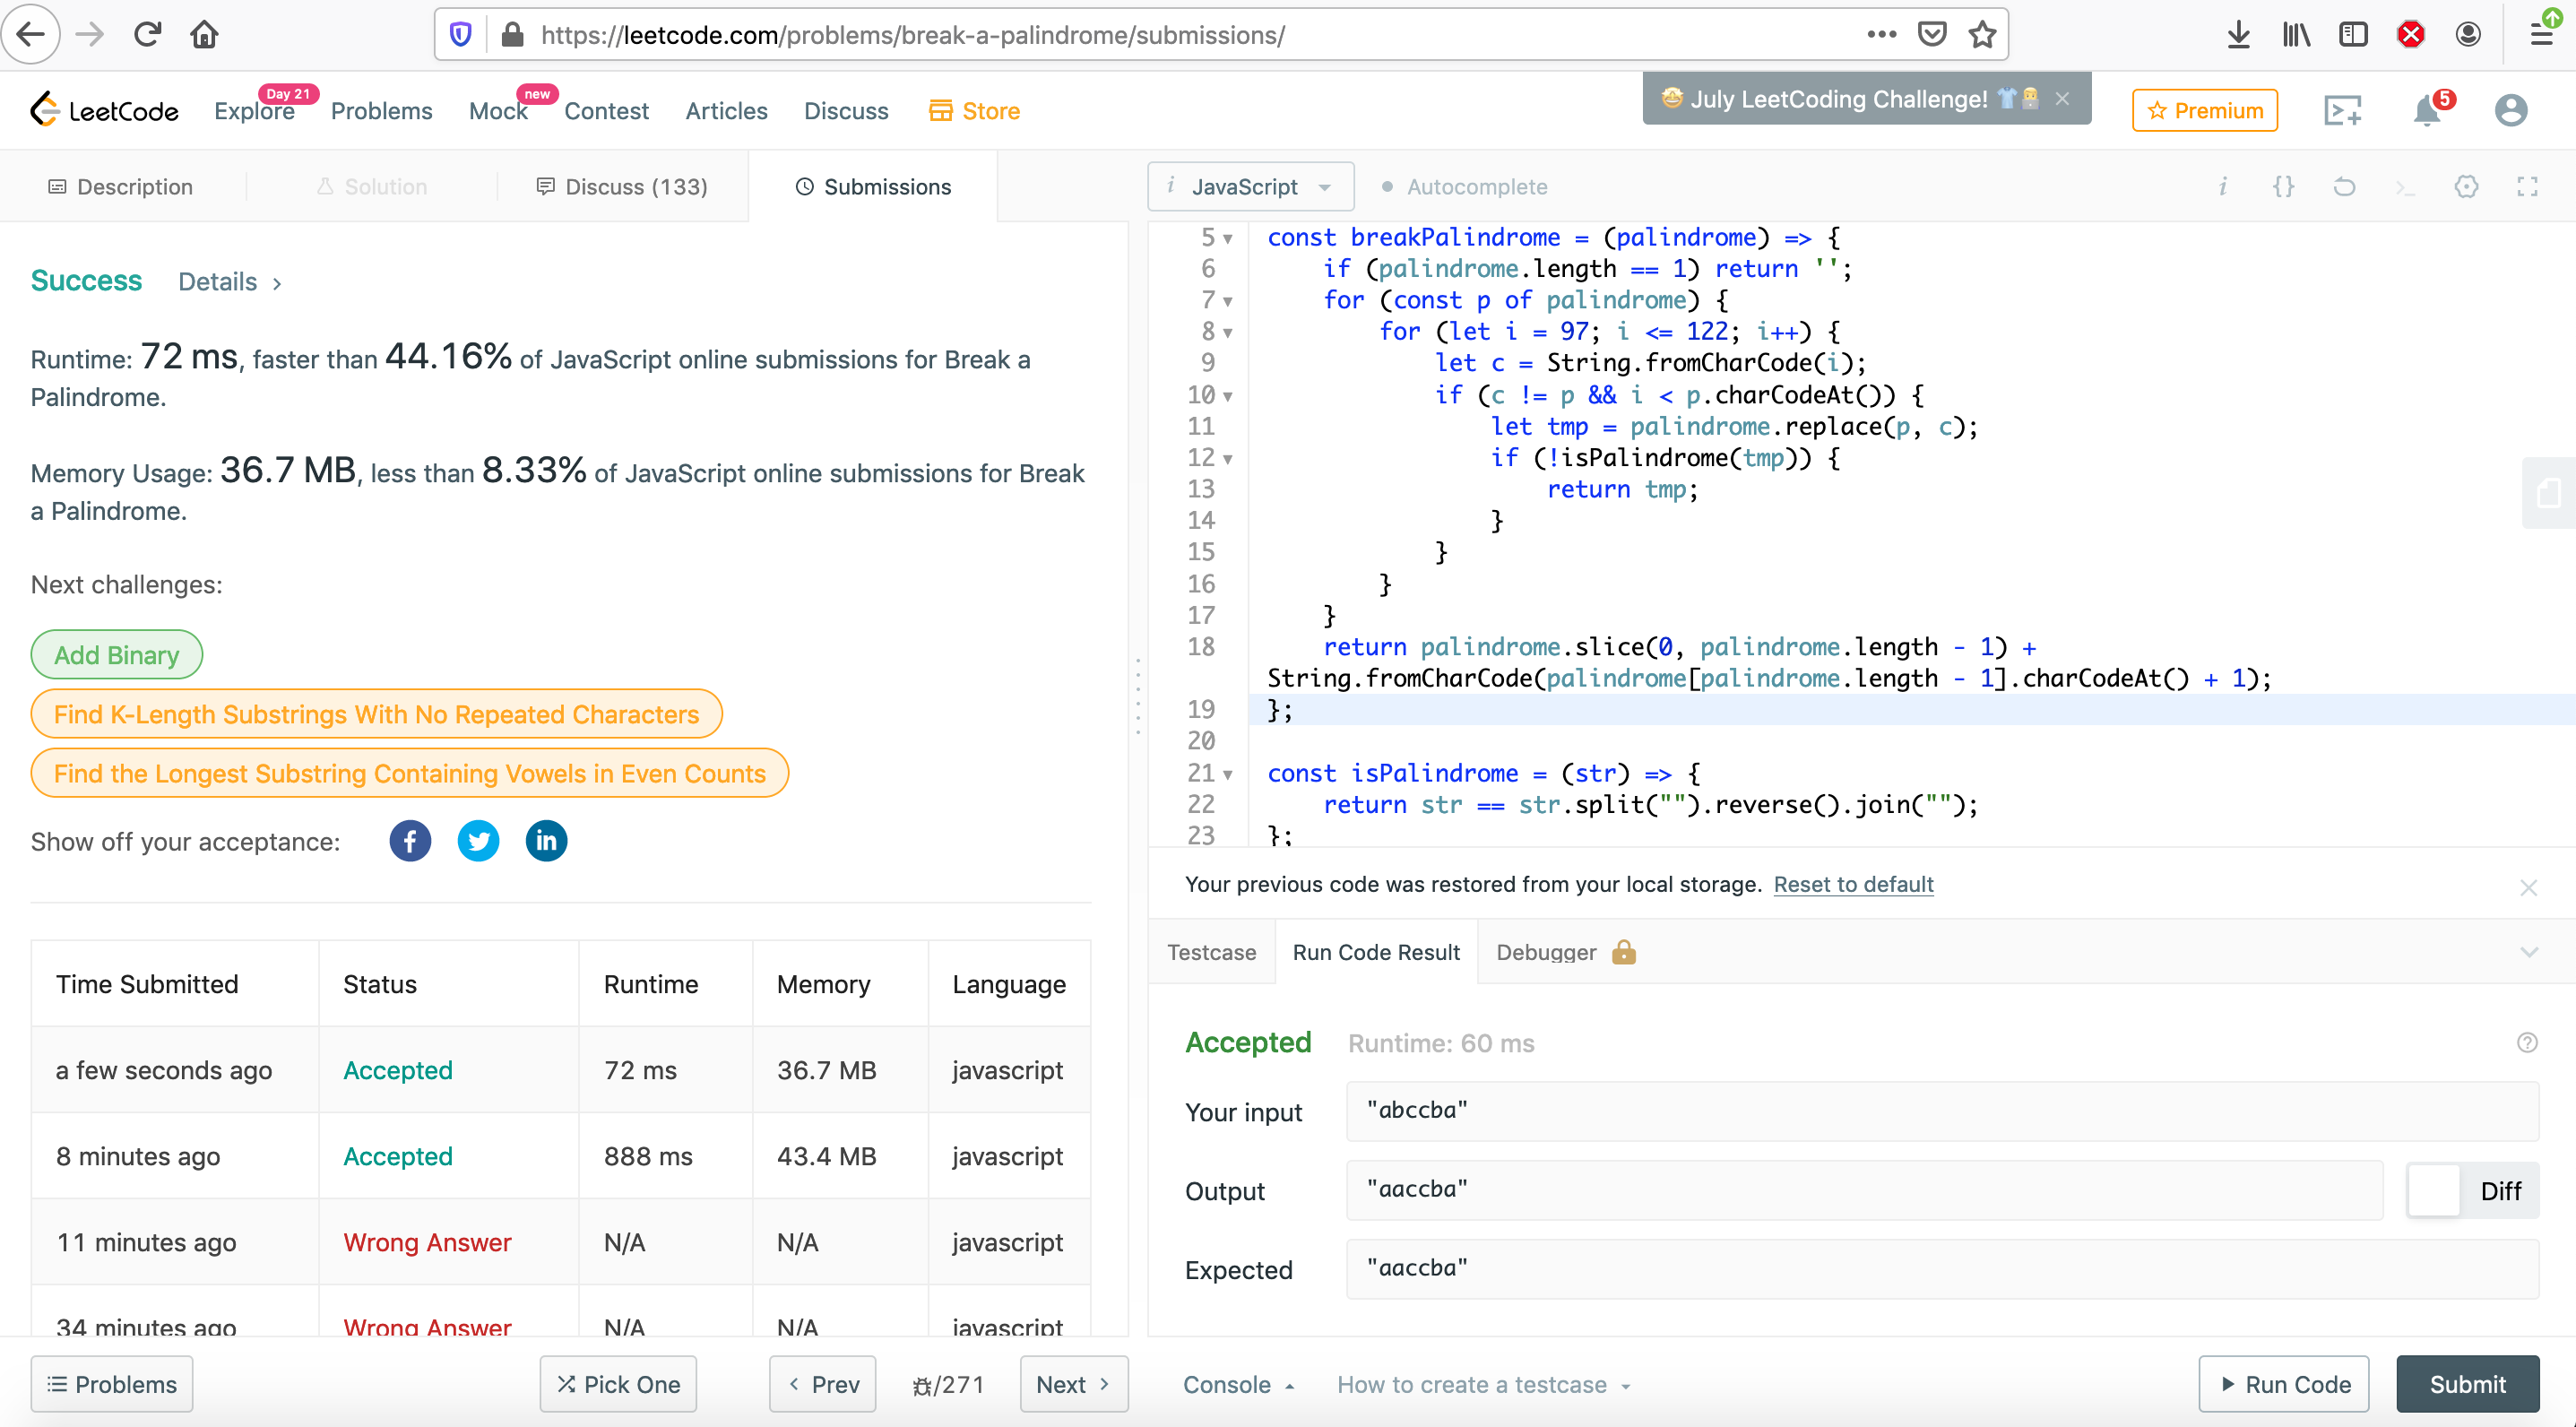 https://leetcode.com/problems/break-a-palindrome/submissions/
LeetCode
Explore
Day 21
Problems
Mock
new
Contest
Articles
Discuss
Store
🤩 July LeetCoding Challenge!
Premium
5
Description
Solution
Discuss (133)
Submissions
i JavaScript
Autocomplete
i {} >_
Success Details >
Runtime: 72 ms, faster than 44.16% of JavaScript online submissions for Break a
Palindrome.
Memory Usage: 36.7 MB, less than 8.33% of JavaScript online submissions for Break
a Palindrome.
Next challenges:
Add Binary
Find K-Length Substrings With No Repeated Characters
Find the Longest Substring Containing Vowels in Even Counts
Show off your acceptance:
Time Submitted Status Runtime Memory Language
a few seconds ago Accepted 72 ms 36.7 MB javascript
8 minutes ago Accepted 888 ms 43.4 MB javascript
11 minutes ago Wrong Answer N/A N/A javascript
34 minutes ago Wrong Answer N/A N/A javascript
Problems
Pick One
< Prev
/271
Next >
5 const breakPalindrome = (palindrome) => {
6 if (palindrome.length == 1) return '';
7 for (const p of palindrome) {
8 for (let i = 97; i <= 122; i++) {
9 let c = String.fromCharCode(i);
10 if (c != p && i < p.charCodeAt()) {
11 let tmp = palindrome.replace(p, c);
12 if (!isPalindrome(tmp)) {
13 return tmp;
14 }
15 }
16 }
17 }
18 return palindrome.slice(0, palindrome.length - 1) +
String.fromCharCode(palindrome[palindrome.length - 1].charCodeAt() + 1);
19 };
20
21 const isPalindrome = (str) => {
22 return str == str.split("").reverse().join("");
23 };
Your previous code was restored from your local storage. Reset to default
Testcase
Run Code Result
Debugger
Accepted Runtime: 60 ms
Your input "abccba"
Output "aaccba"
Diff
Expected "aaccba"
Console
How to create a testcase
Run Code
Submit